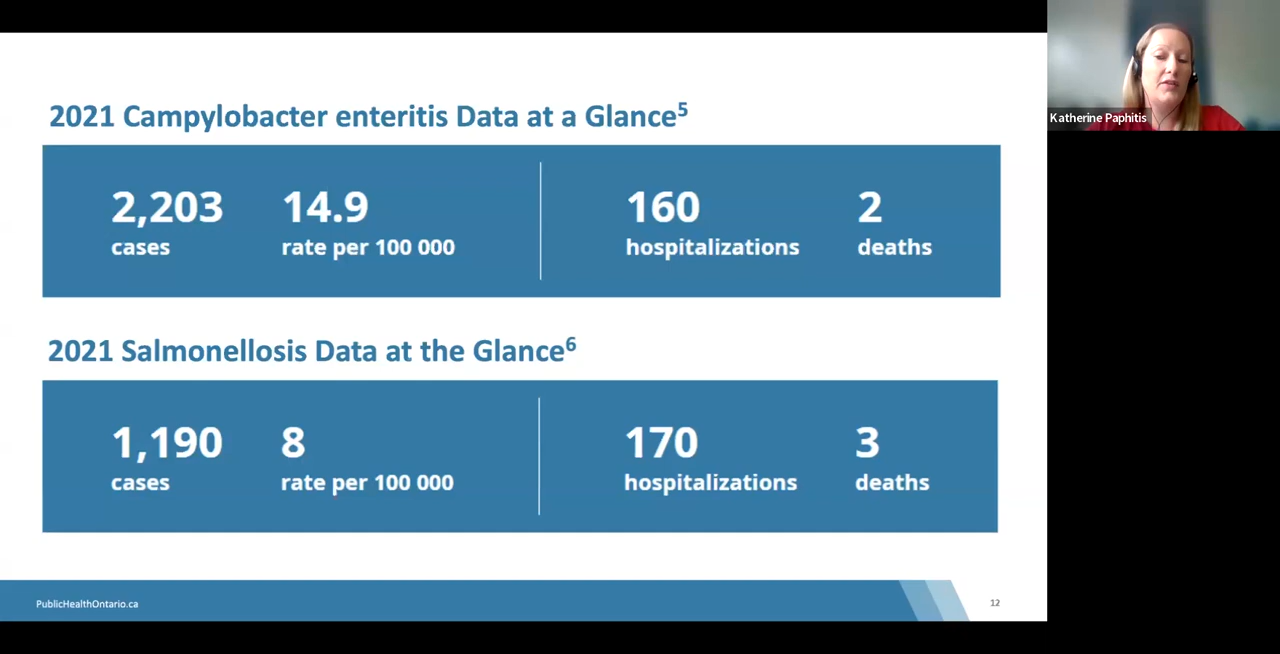 2021 Campylobacter enteritis Data at a Glance⁵
2,203 14.9 160 2
cases rate per 100 000 hospitalizations deaths
2021 Salmonellosis Data at the Glance⁶
1,190 8 170 3
cases rate per 100 000 hospitalizations deaths
PublicHealthOntario.ca 12
Katherine Paphitis